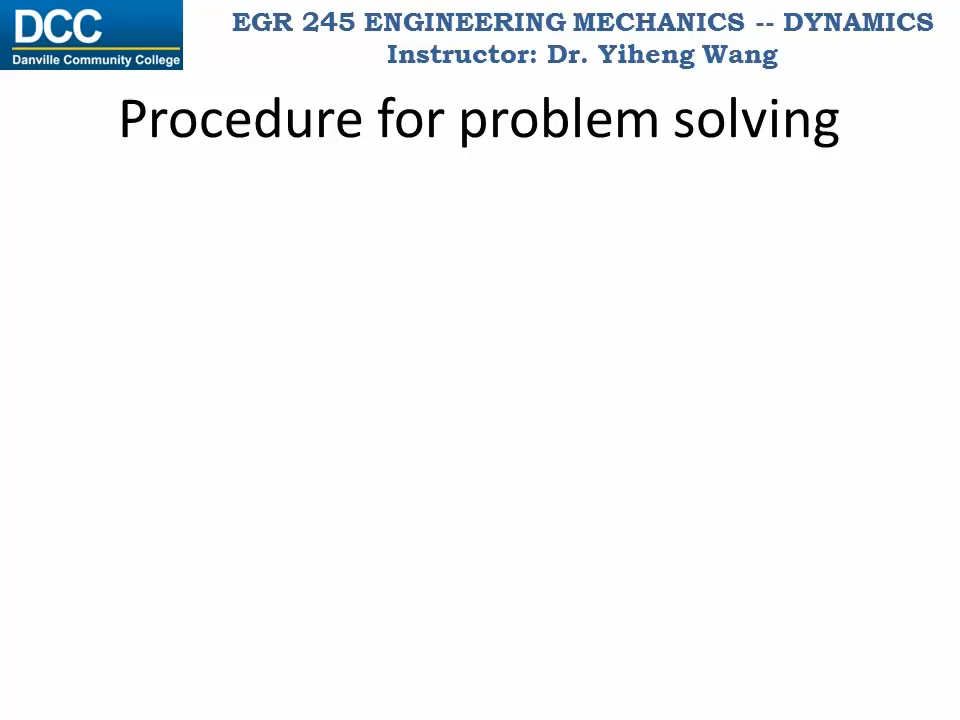 DCC
Danville Community College
EGR 245 ENGINEERING MECHANICS -- DYNAMICS
Instructor: Dr. Yiheng Wang
Procedure for problem solving